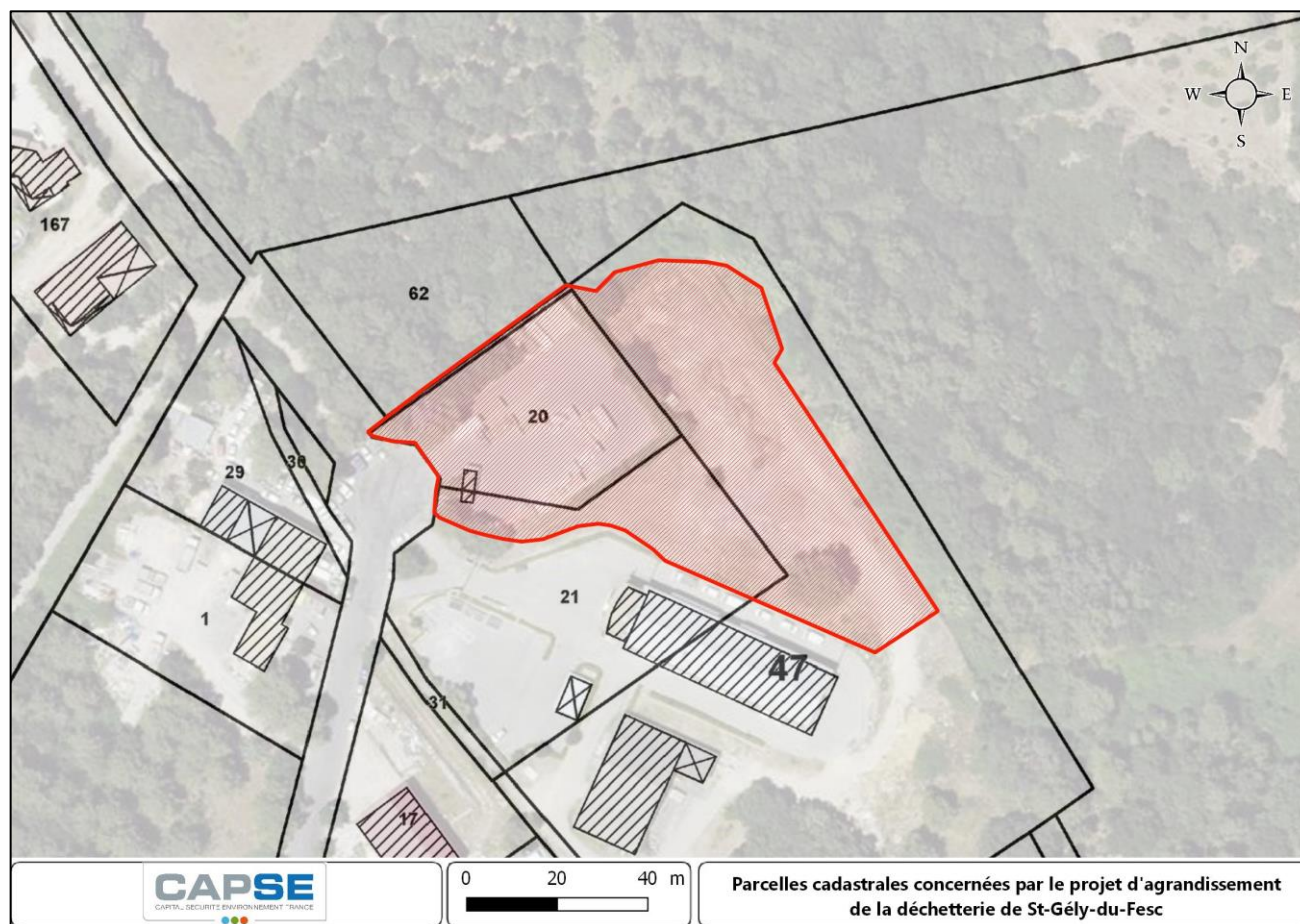 N
W E
S
167
62
20
29
30
1
21
47
31
17
CAPSE
CAPITAL SECURITE ENVIRONNEMENT FRANCE
0 20 40 m
Parcelles cadastrales concernées par le projet d'agrandissement
de la déchetterie de St-Gély-du-Fesc